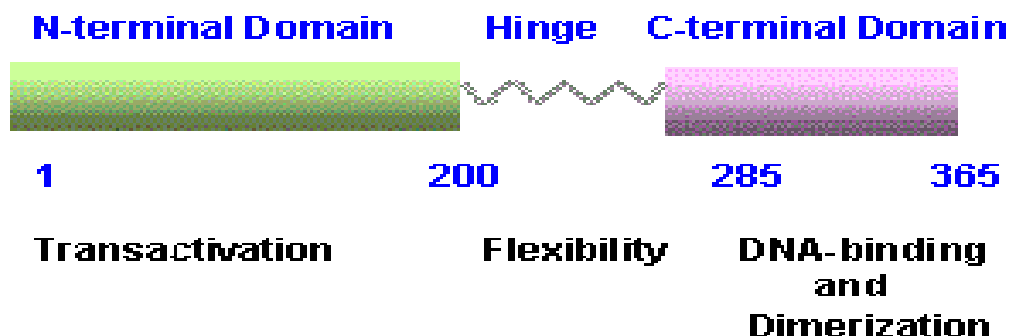 N-terminal Domain Hinge C-terminal Domain
1 200 285 365
Transactivation Flexibility DNA-binding
and
Dimerization